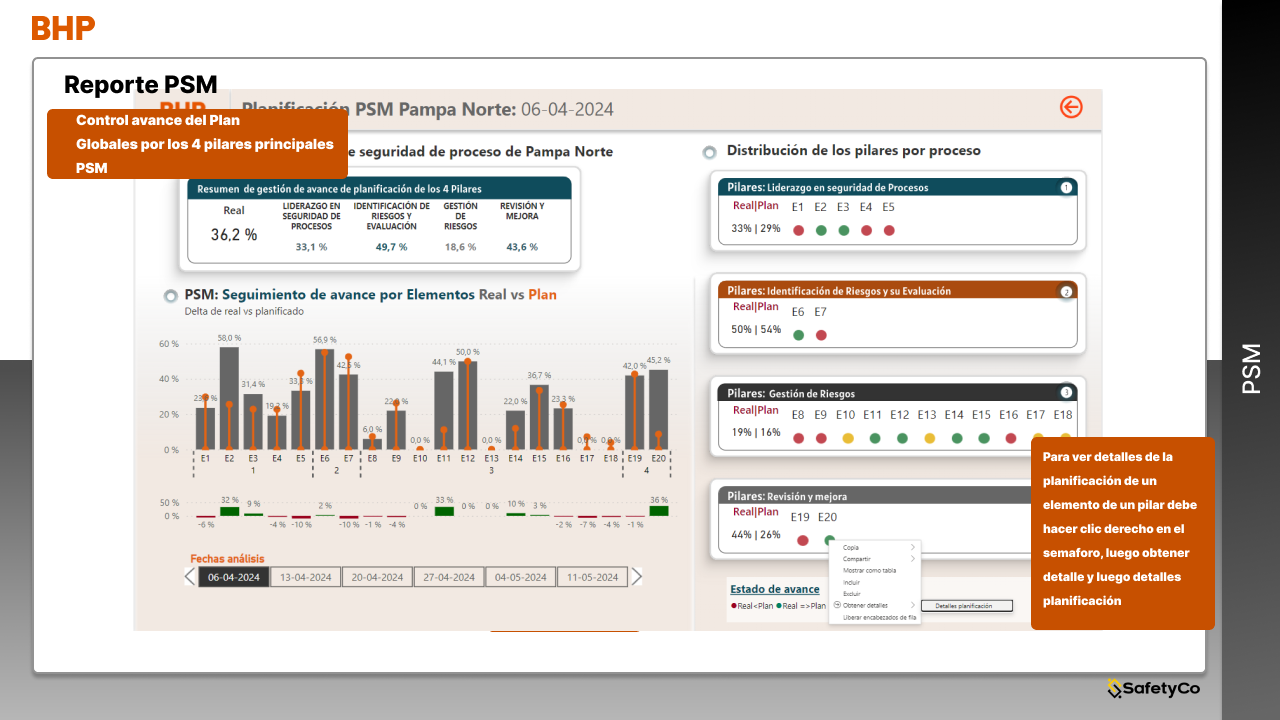 BHP
Reporte PSM
Control avance del Plan
Globales por los 4 pilares principales
PSM
Planificación PSM Pampa Norte: 06-04-2024
e seguridad de proceso de Pampa Norte
Resumen de gestión de avance de planificación de los 4 Pilares
Real
36,2 %
LIDERAZGO EN
SEGURIDAD DE
PROCESOS
33,1 %
IDENTIFICACIÓN DE
RIESGOS Y
EVALUACIÓN
49,7 %
GESTIÓN
DE
RIESGOS
18,6 %
REVISIÓN Y
MEJORA
43,6 %
PSM: Seguimiento de avance por Elementos Real vs Plan
Delta de real vs planificado
60 %
40 %
20 %
0 %
58,0 %
31,4 %
56,9 %
6,0 %
0,0 %
44,1 %
50,0 %
0,0 %
22,0 %
36,7 %
23,3 %
42,0 %
45,2 %
E1 E2 E3 E4 E5 E6 E7 E8 E9 E10 E11 E12 E13 E14 E15 E16 E17 E18 E19 E20
1 2 3 4
50 %
0 %
-6 % 32 % 9 % -4 % -10 % 2 % -10 % -1 % -4 % 0 % 33 % 0 % 0 % 10 % 3 % -2 % -7 % -4 % -1 % 36 %
Fechas análisis
06-04-2024 13-04-2024 20-04-2024 27-04-2024 04-05-2024 11-05-2024
Distribución de los pilares por proceso
Pilares: Liderazgo en seguridad de Procesos 1
Real|Plan E1 E2 E3 E4 E5
33% | 29%
Pilares: Identificación de Riesgos y su Evaluación 2
Real|Plan E6 E7
50% | 54%
Pilares: Gestión de Riesgos 3
Real|Plan E8 E9 E10 E11 E12 E13 E14 E15 E16 E17 E18
19% | 16%
Pilares: Revisión y mejora
Real|Plan E19 E20
44% | 26%
Copia
Compartir
Mostrar como tabla
Incluir
Excluir
Obtener detalles
Liberar encabezados de fila
Detalles planificación
Estado de avance
Real<Plan Real =>Plan
Para ver detalles de la
planificación de un
elemento de un pilar debe
hacer clic derecho en el
semaforo, luego obtener
detalle y luego detalles
planificación
PSM
SafetyCo